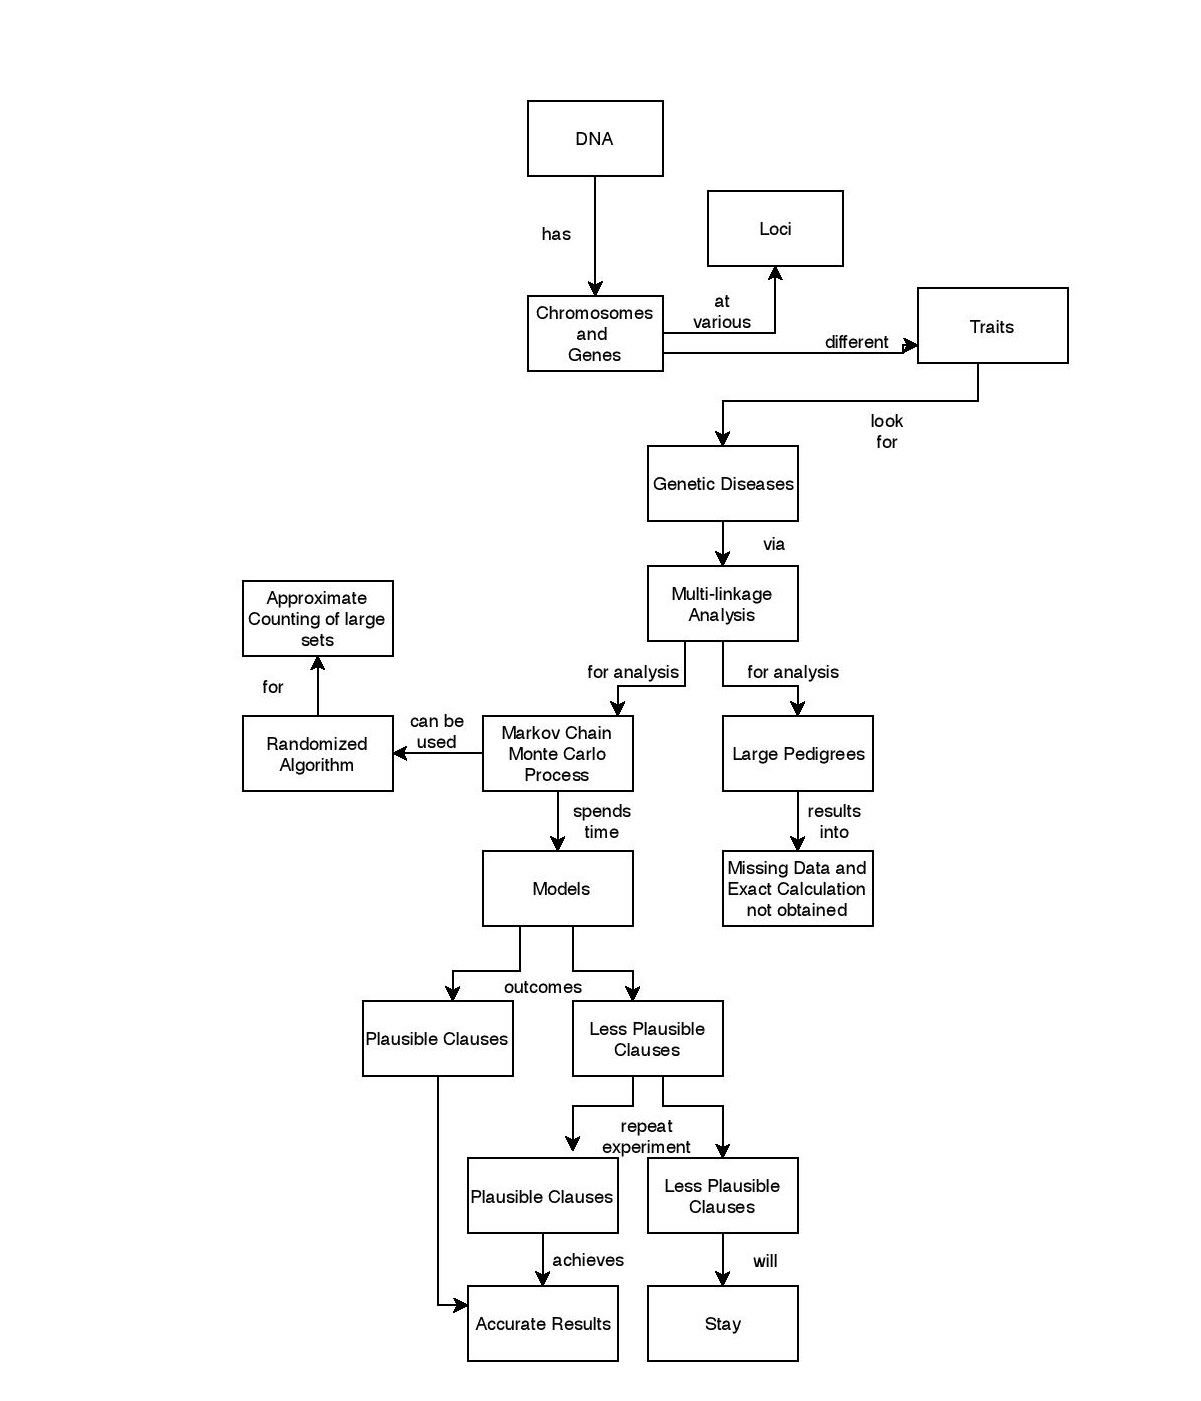 DNA
has
Loci
Chromosomes
and
Genes
at
various
different
Traits
look
for
Genetic Diseases
via
Multi-linkage
Analysis
Approximate
Counting of large
sets
for analysis
for analysis
for
can be
used
Randomized
Algorithm
Markov Chain
Monte Carlo
Process
Large Pedigrees
spends
time
results
into
Models
Missing Data and
Exact Calculation
not obtained
outcomes
Plausible Clauses
Less Plausible
Clauses
repeat
experiment
Plausible Clauses
Less Plausible
Clauses
achieves
will
Accurate Results
Stay